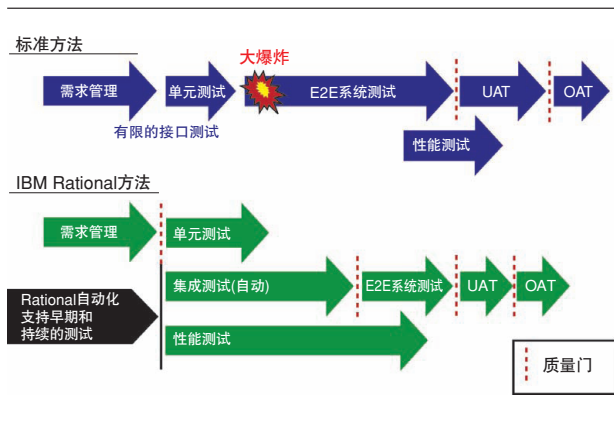 标准方法
大爆炸
需求管理
单元测试
E2E系统测试
UAT
OAT
有限的接口测试
性能测试
IBM Rational方法
需求管理
单元测试
集成测试(自动)
E2E系统测试
UAT
OAT
Rational自动化
支持早期和
持续的测试
性能测试
质量门